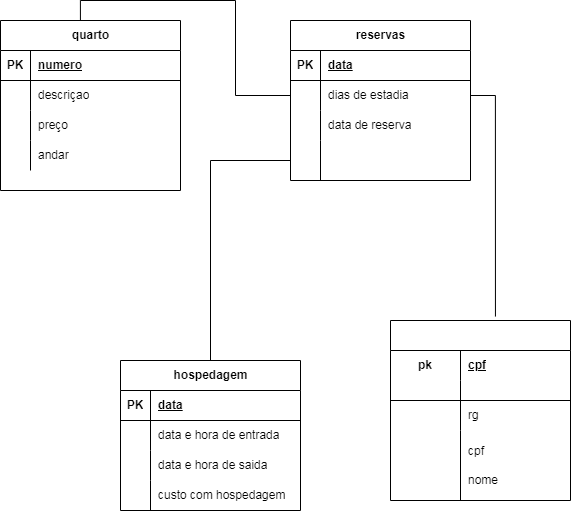 quarto
PK numero
descriçao
preço
andar
reservas
PK data
dias de estadia
data de reserva
hospedagem
PK data
data e hora de entrada
data e hora de saida
custo com hospedagem
pk cpf
rg
cpf
nome